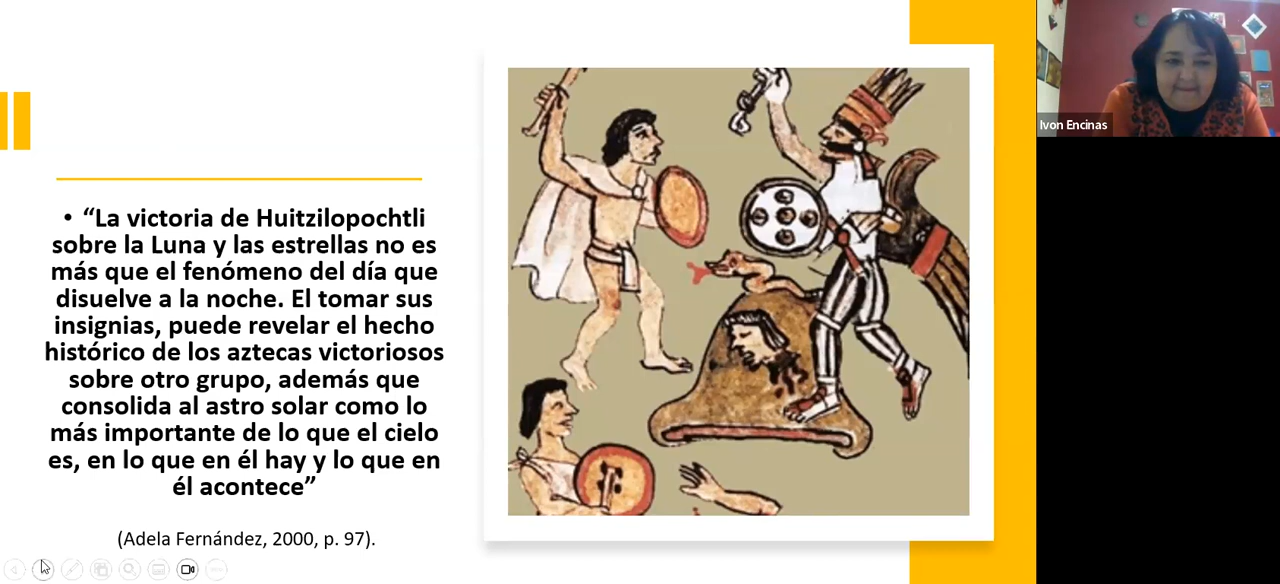 • “La victoria de Huitzilopochtli
sobre la Luna y las estrellas no es
más que el fenómeno del día que
disuelve a la noche. El tomar sus
insignias, puede revelar el hecho
histórico de los aztecas victoriosos
sobre otro grupo, además que
consolida al astro solar como lo
más importante de lo que el cielo
es, en lo que en él hay y lo que en
él acontece”
(Adela Fernández, 2000, p. 97).
Ivon Encinas